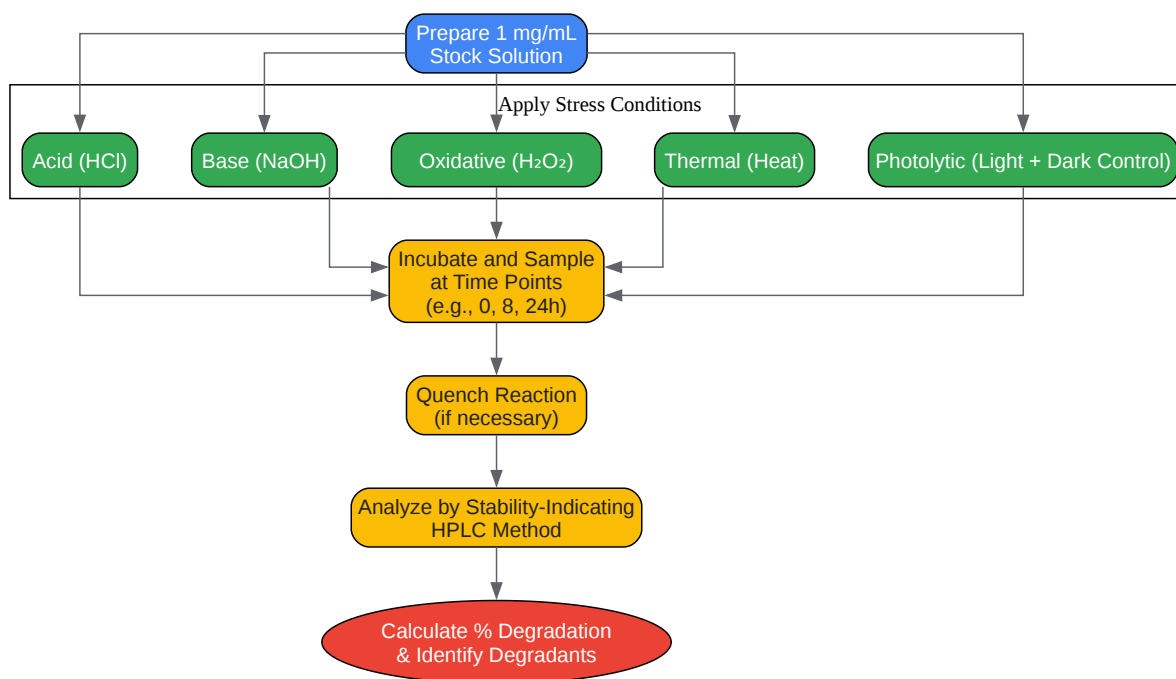 Prepare 1 mg/mL
Stock Solution
Apply Stress Conditions
Acid (HCl)
Base (NaOH)
Oxidative (H₂O₂)
Thermal (Heat)
Photolytic (Light + Dark Control)
Incubate and Sample
at Time Points
(e.g., 0, 8, 24h)
Quench Reaction
(if necessary)
Analyze by Stability-Indicating
HPLC Method
Calculate % Degradation
& Identify Degradants